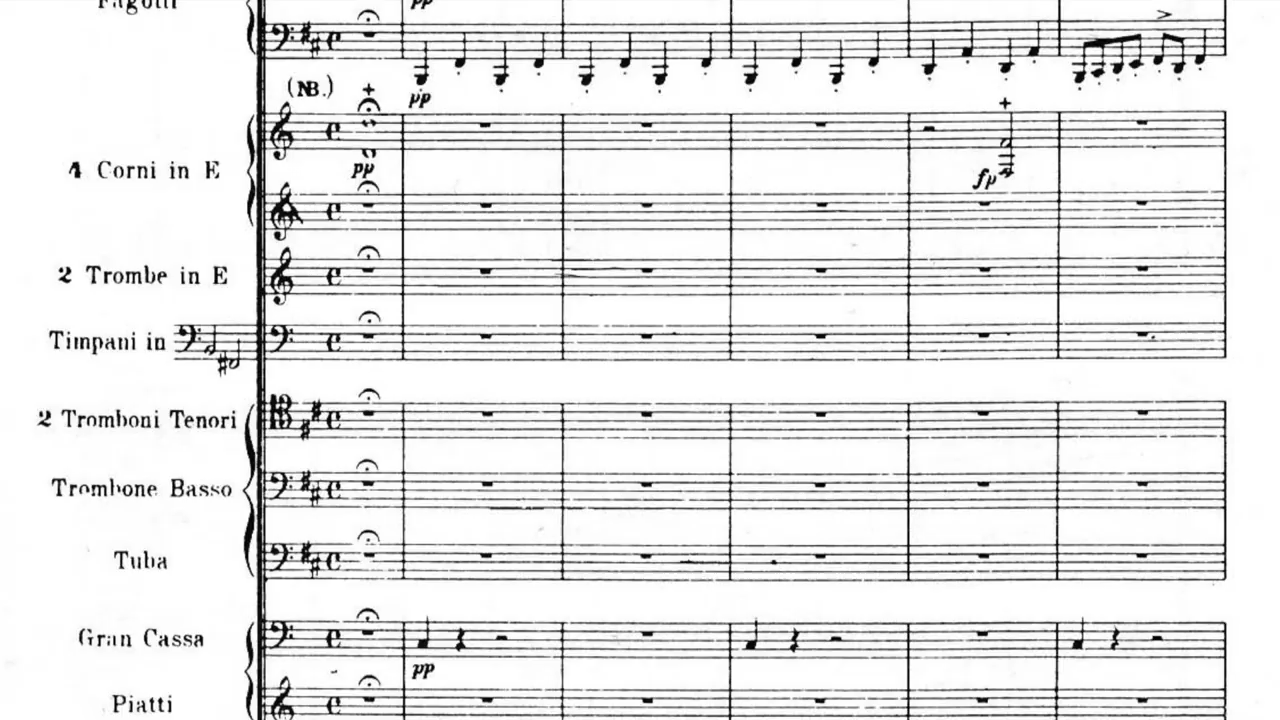 Fagotti
pp
(NB.)
pp
4 Corni in E
pp
fp
2 Trombe in E
Timpani in
2 Tromboni Tenori
Trombone Basso
Tuba
Gran Cassa
pp
Piatti